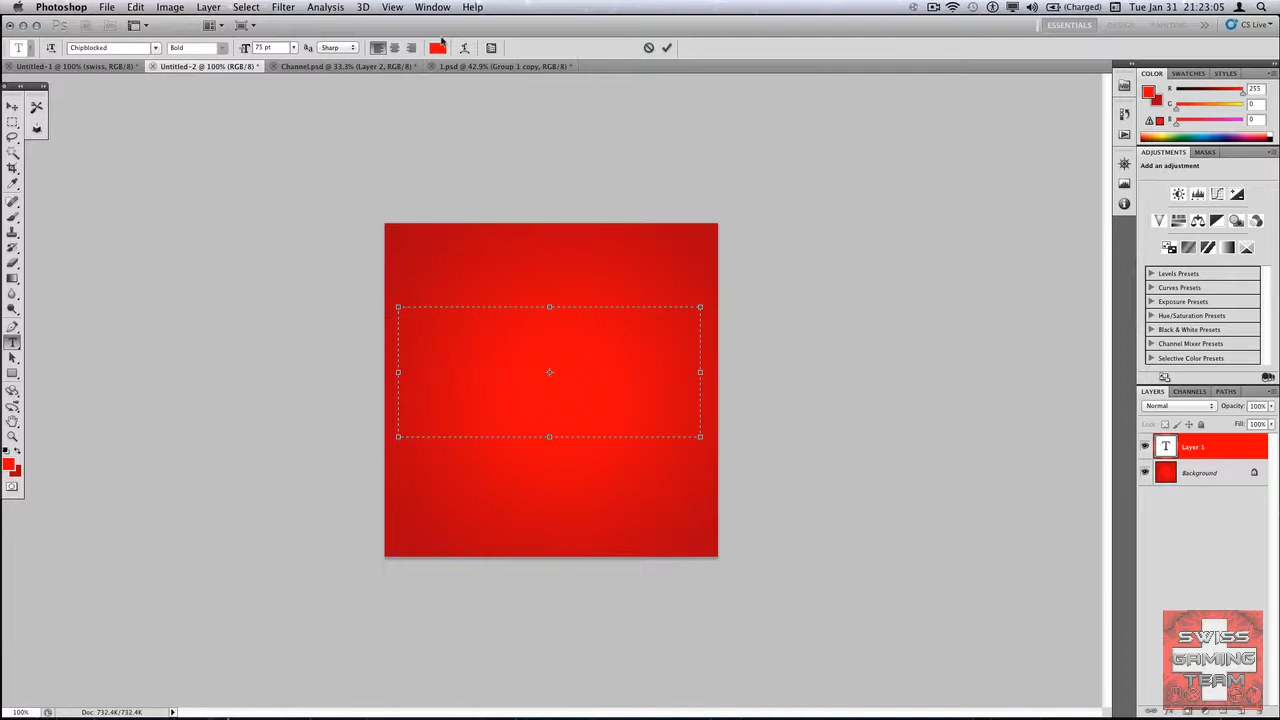 Photoshop File Edit Image Layer Select Filter Analysis 3D View Window Help (Charged) Tue Jan 31 21:23:05
ESSENTIALS DESIGN PAINTING CS Live
T Chipblocked Bold 75 pt Sharp
Untitled-1 @ 100% (swiss, RGB/8) * Untitled-2 @ 100% (RGB/8) * Channel.psd @ 33.3% (Layer 2, RGB/8) * 1.psd @ 42.9% (Group 1 copy, RGB/8) *
COLOR SWATCHES STYLES
R 255
G 0
B 0
ADJUSTMENTS MASKS
Add an adjustment
Levels Presets
Curves Presets
Exposure Presets
Hue/Saturation Presets
Black & White Presets
Channel Mixer Presets
Selective Color Presets
LAYERS CHANNELS PATHS
Normal Opacity: 100%
Lock: Fill: 100%
T Layer 1
Background
SWISS
GAMING
TEAM
100% Doc: 732.4K/732.4K